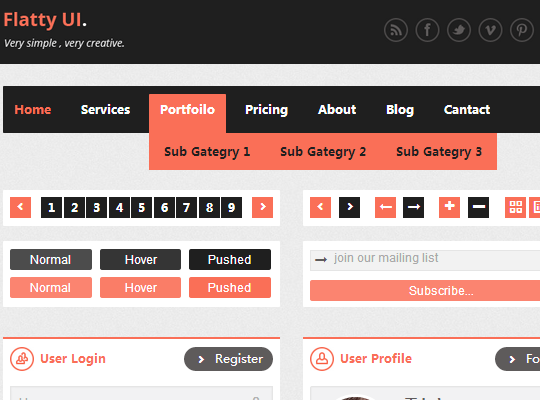 Flatty UI.
Very simple , very creative.
Home Services Portfoilo Pricing About Blog Contact
Sub Gategry 1 Sub Gategry 2 Sub Gategry 3
1 2 3 4 5 6 7 8 9
Normal Hover Pushed
join our mailing list
Normal Hover Pushed
Subscribe...
User Login Register
User Profile Fo